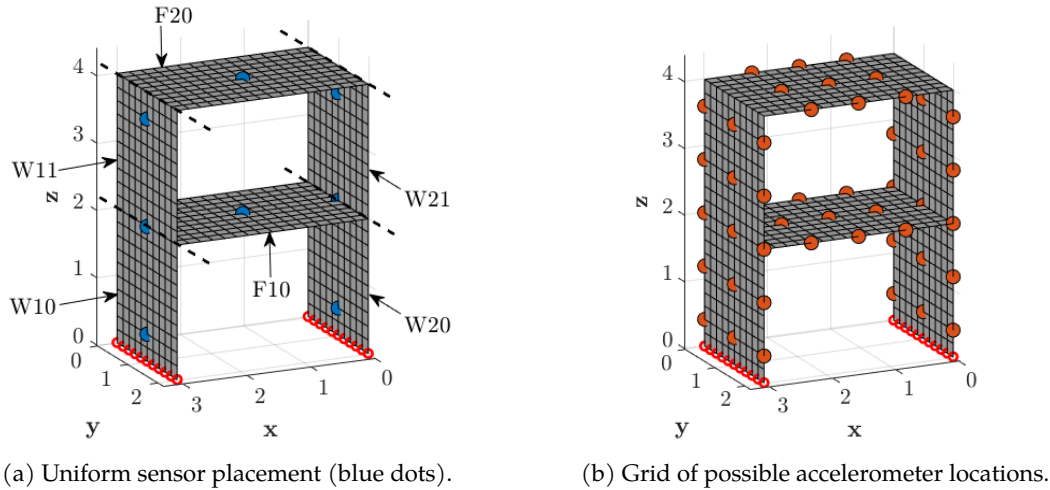 F20
4
W11
3
z
2
W21
1
W10
F10
W20
0
0
1
2
3
2
1
0
y
x
4
3
z
2
1
0
0
1
2
3
2
1
0
y
x
(a) Uniform sensor placement (blue dots).
(b) Grid of possible accelerometer locations.